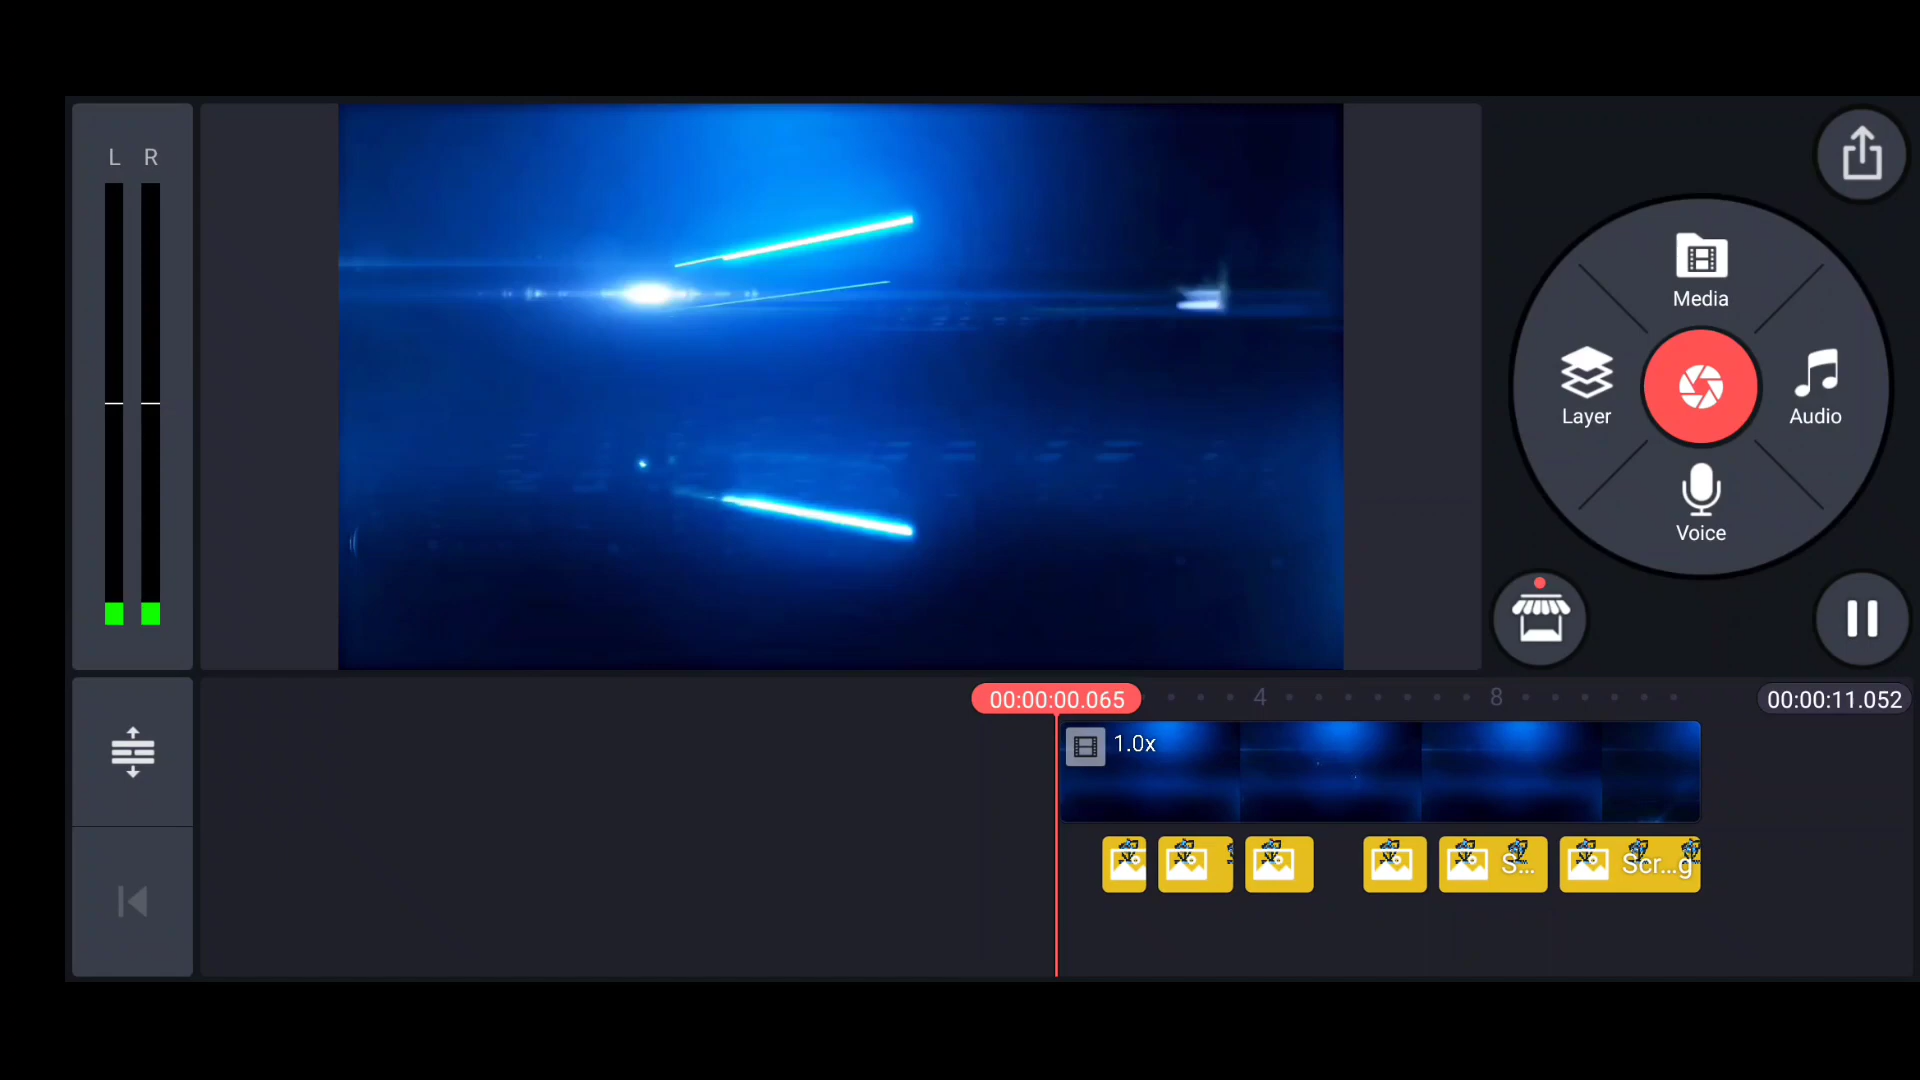 L R
Media
Layer
Audio
Voice
00:00:00.065
4
8
00:00:11.052
1.0x
S...
Scr...g